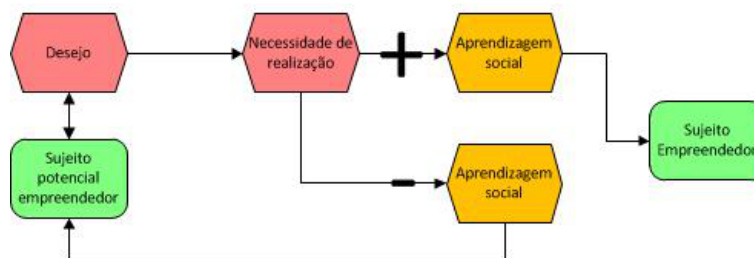 Desejo
Necessidade de
realização
Aprendizagem
social
Sujeito
potencial
empreendedor
Aprendizagem
social
Sujeito
Empreendedor